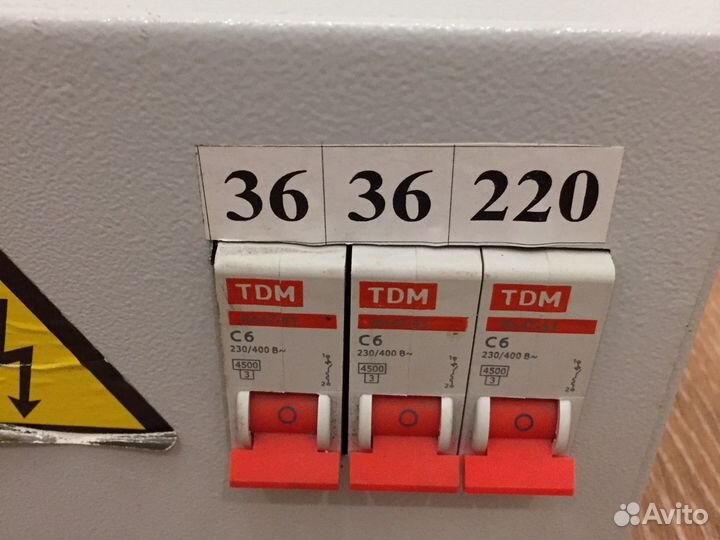 36 36 220
TDM TDM TDM
C6 C6 C6
230/400 В~ 230/400 В~ 230/400 В~
4500 4500 4500
3 3 3
Avito